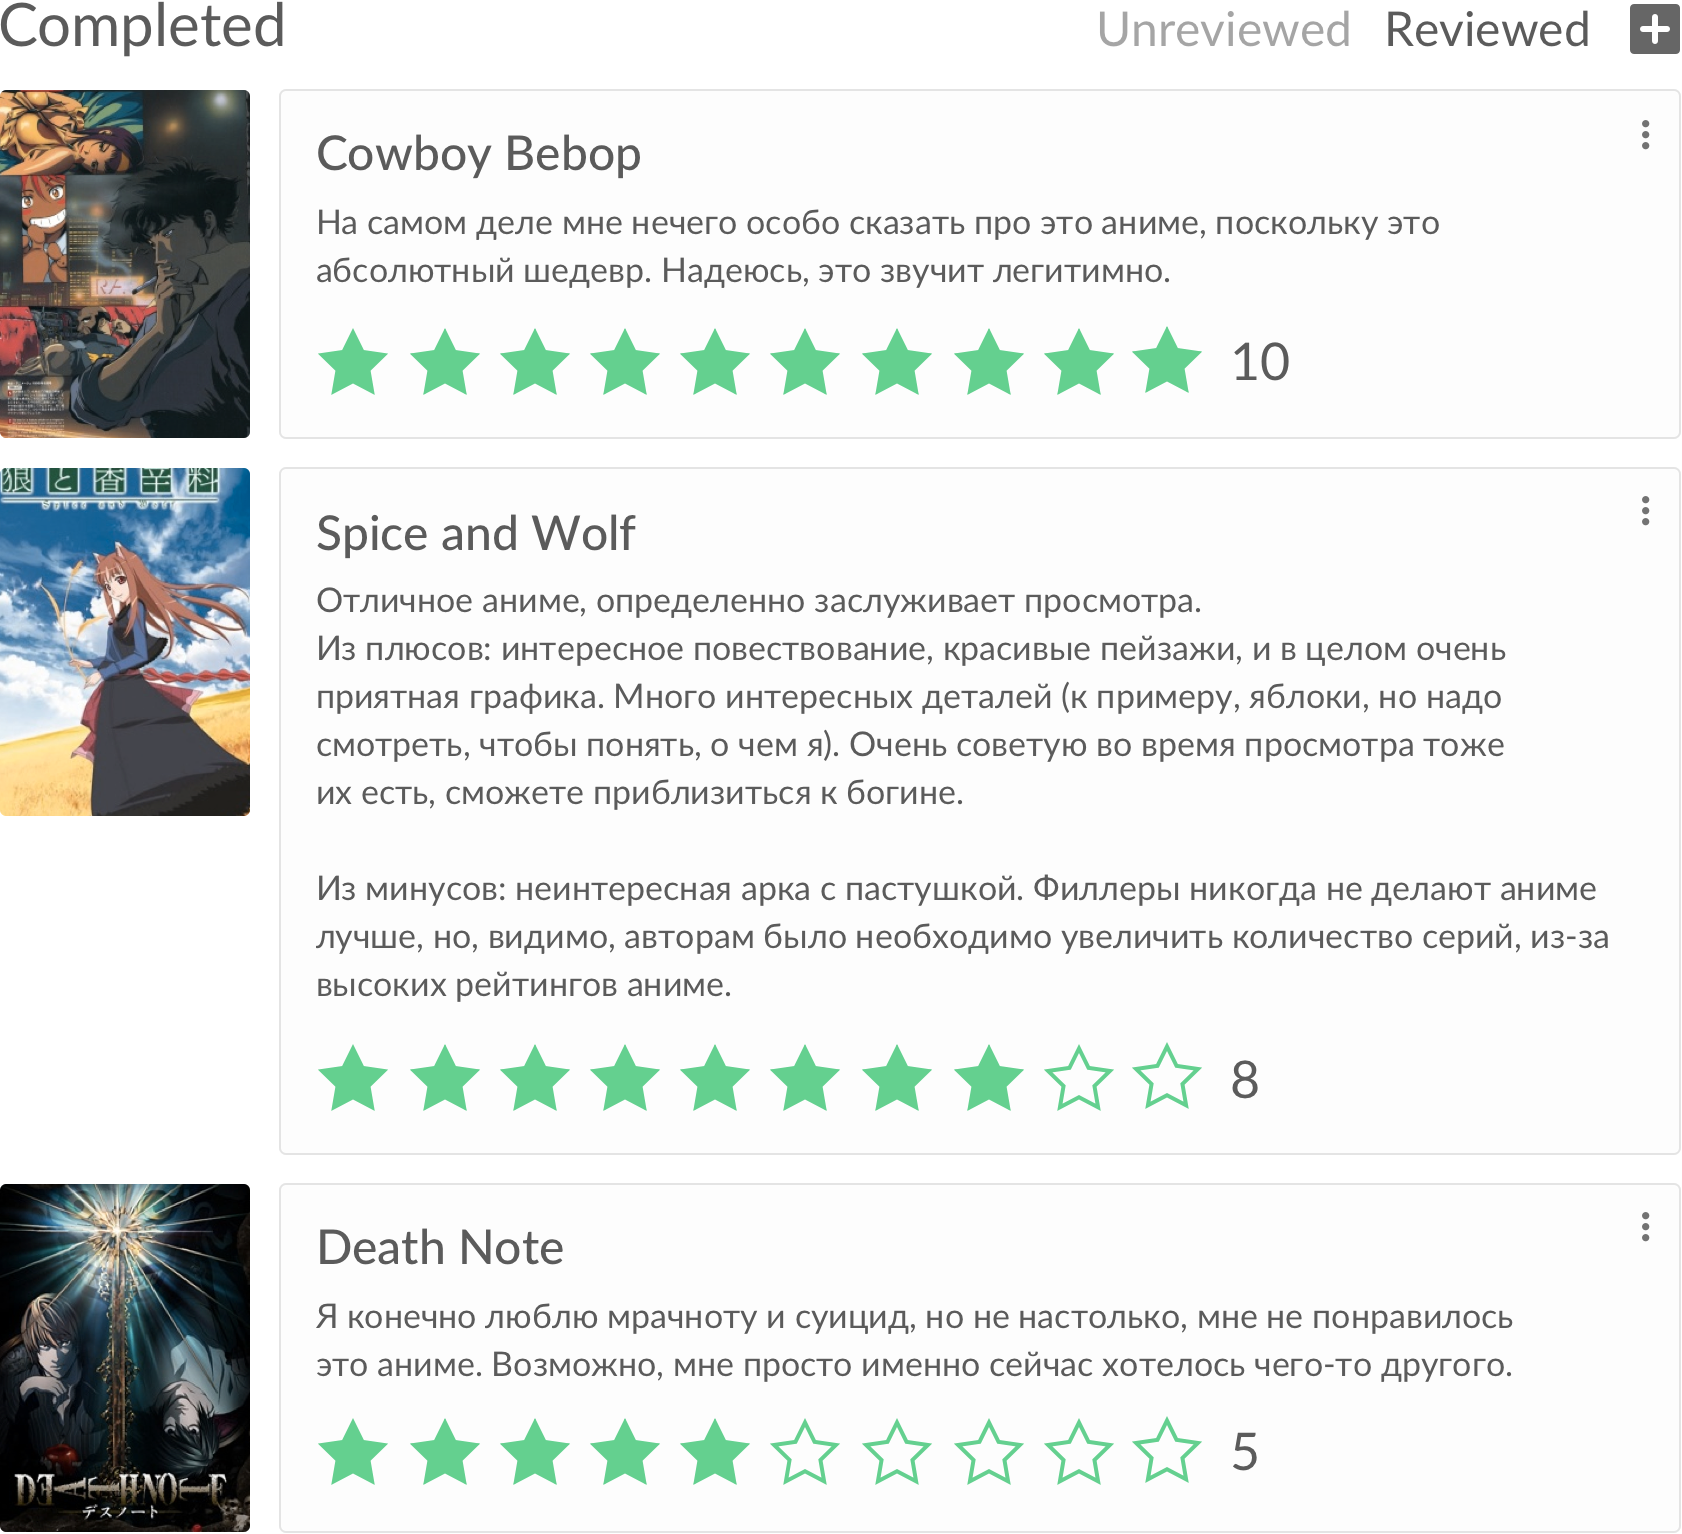 Completed
Unreviewed Reviewed
Cowboy Bebop
На самом деле мне нечего особо сказать про это аниме, поскольку это
абсолютный шедевр. Надеюсь, это звучит легитимно.
10
狼と香辛料
Spice and Wolf
Spice and Wolf
Отличное аниме, определенно заслуживает просмотра.
Из плюсов: интересное повествование, красивые пейзажи, и в целом очень
приятная графика. Много интересных деталей (к примеру, яблоки, но надо
смотреть, чтобы понять, о чем я). Очень советую во время просмотра тоже
их есть, сможете приблизиться к богине.
Из минусов: неинтересная арка с пастушкой. Филлеры никогда не делают аниме
лучше, но, видимо, авторам было необходимо увеличить количество серий, из-за
высоких рейтингов аниме.
8
DEATH NOTE
デスノート
Death Note
Я конечно люблю мрачноту и суицид, но не настолько, мне не понравилось
это аниме. Возможно, мне просто именно сейчас хотелось чего-то другого.
5